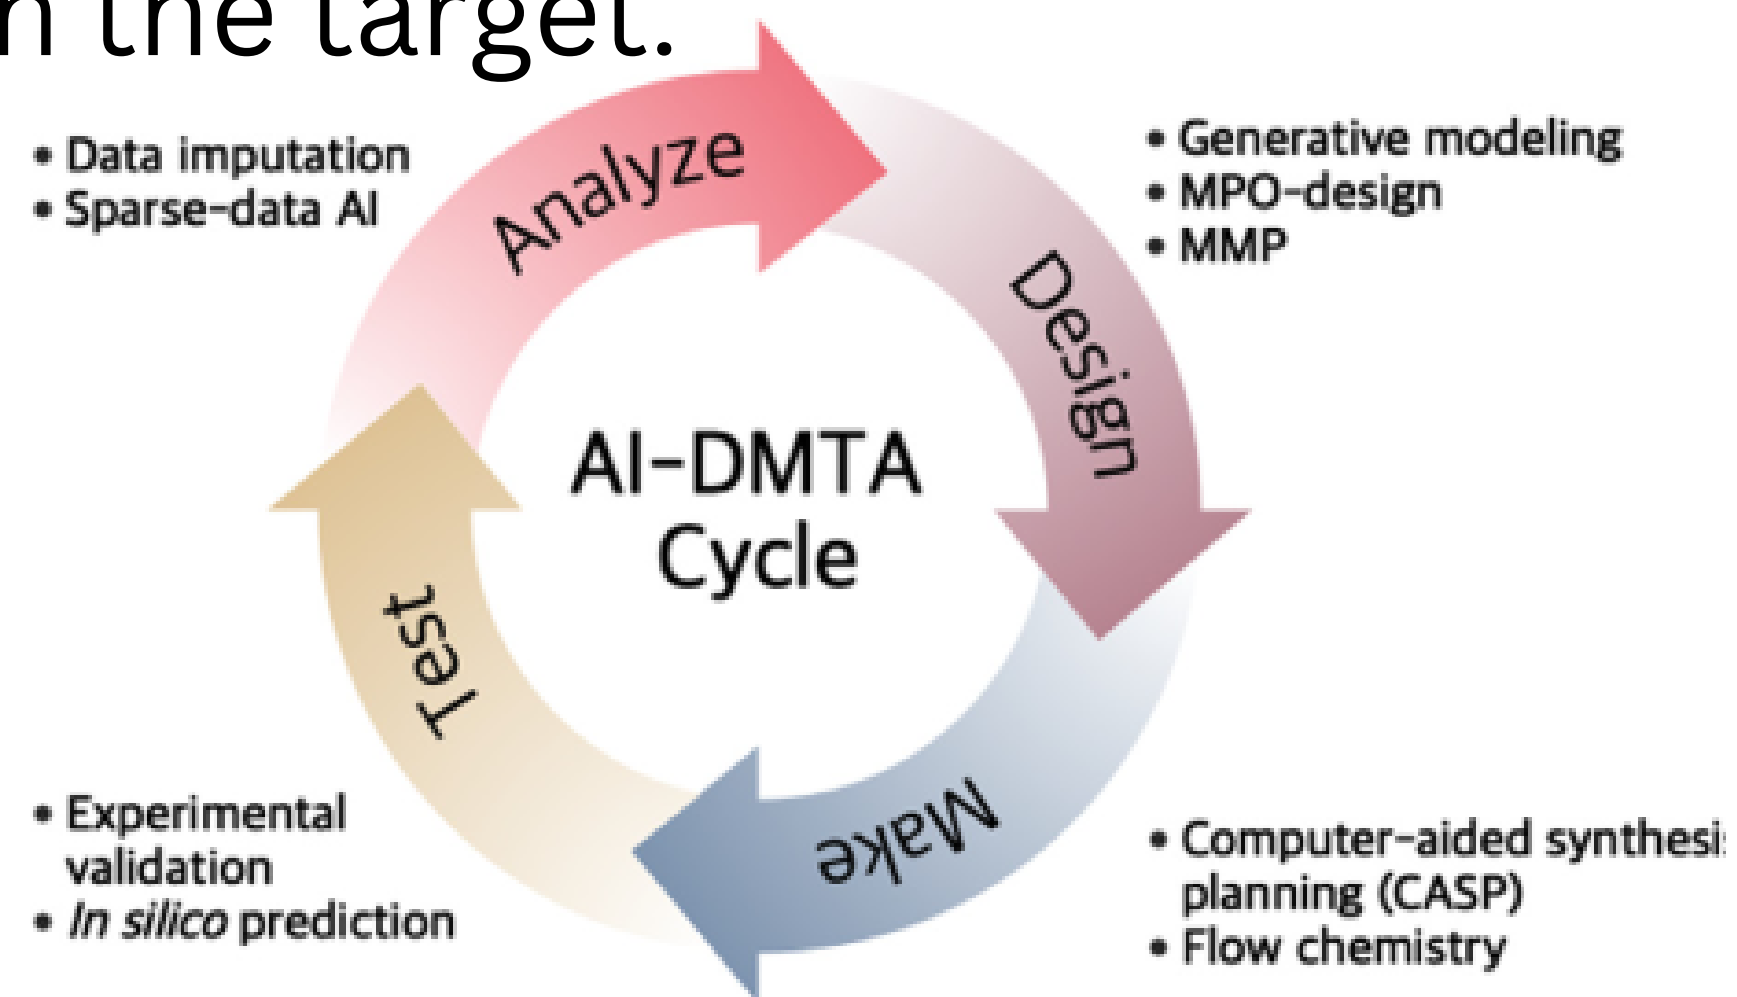 n the target.
• Data imputation
• Sparse-data AI
Analyze
• Generative modeling
• MPO-design
• MMP
Design
AI-DMTA
Cycle
Test
Make
• Experimental
validation
• In silico prediction
• Computer-aided synthesis
planning (CASP)
• Flow chemistry